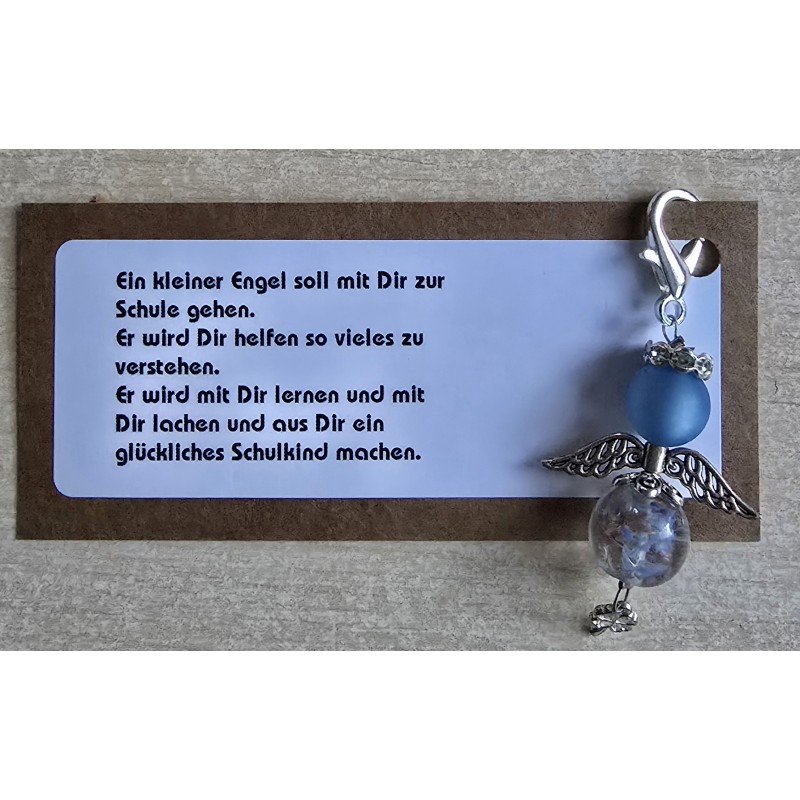 Ein kleiner Engel soll mit Dir zur
Schule gehen.
Er wird Dir helfen so vieles zu
verstehen.
Er wird mit Dir lernen und mit
Dir lachen und aus Dir ein
glückliches Schulkind machen.